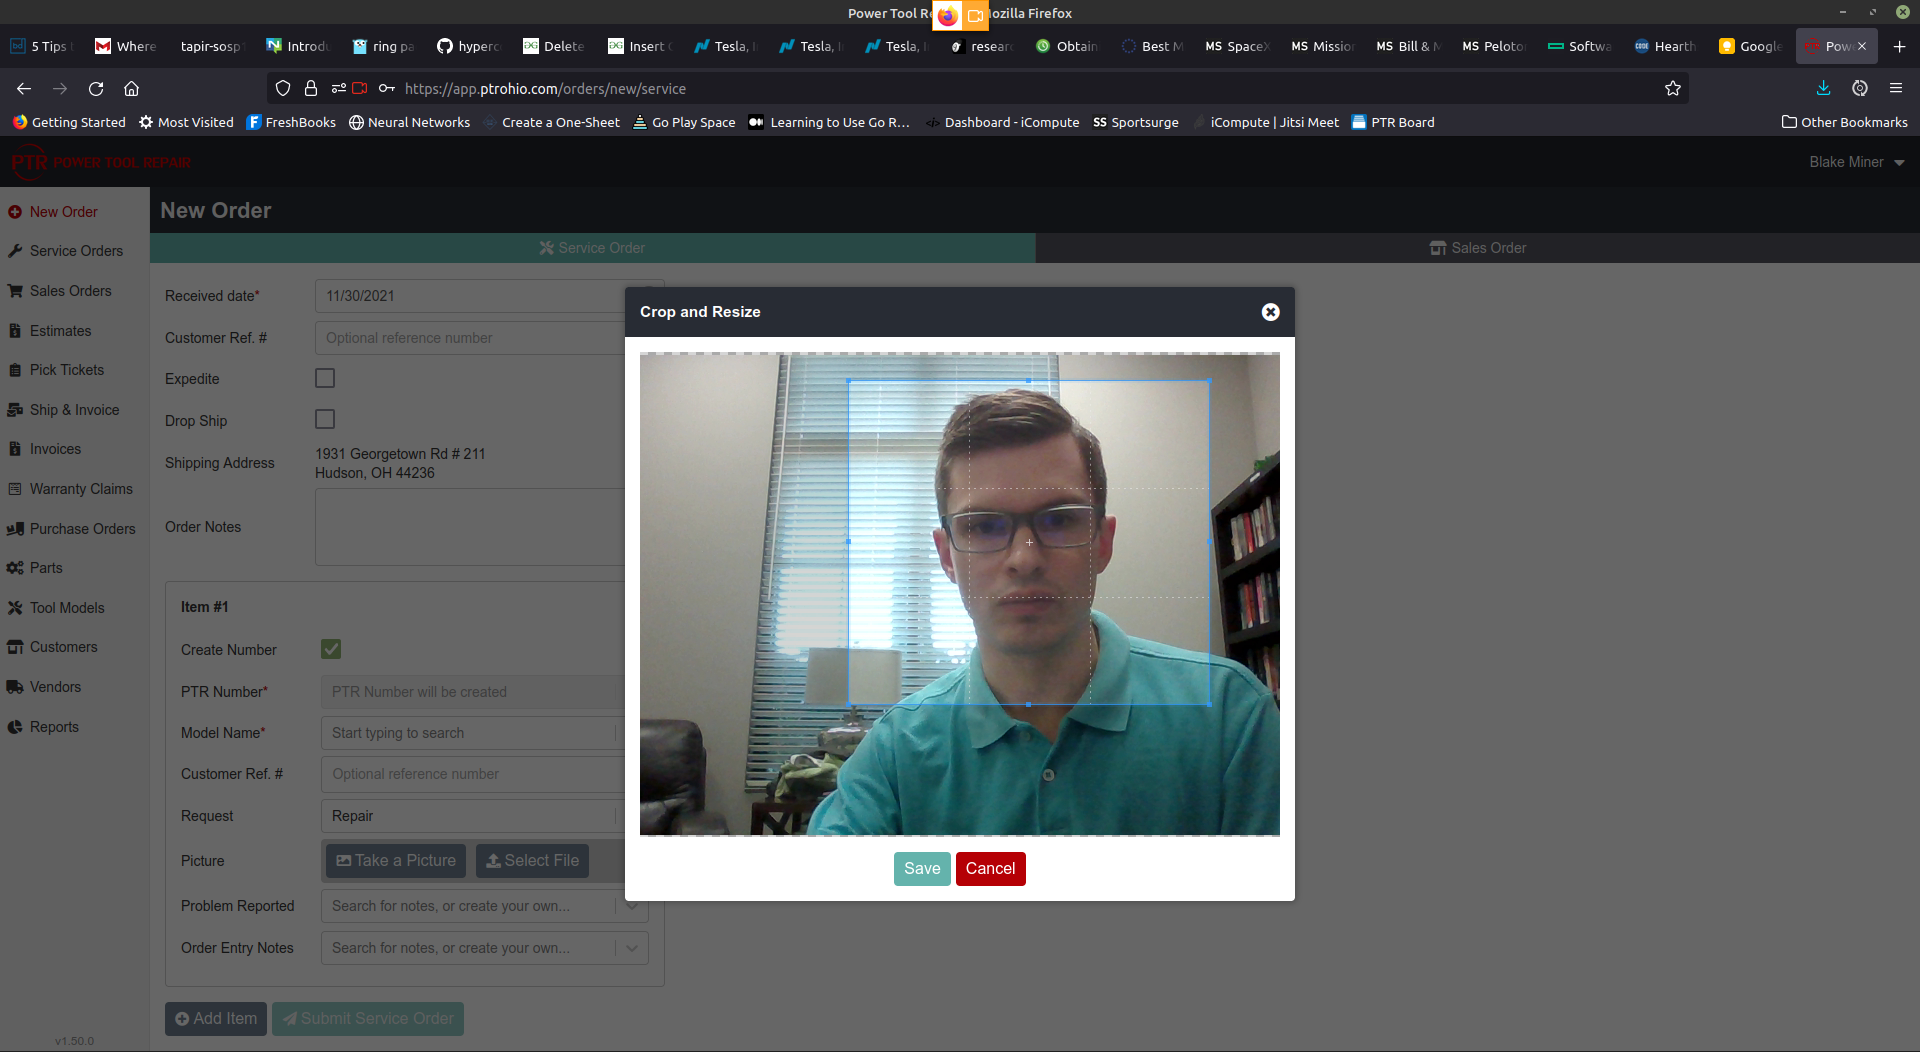 Power Tool Re ozilla Firefox
5 Tips
Where
tapir-sosp
Introdu
ring pa
hyperc
Delete
Insert
Tesla, I
Tesla, I
Tesla, I
resear
Obtain
Best M
MS SpaceX
MS Mission
MS Bill & M
MS Peloto
Softwa
Hearth
Google
Pow
https://app.ptrohio.com/orders/new/service
Getting Started Most Visited FreshBooks Neural Networks Create a One-Sheet Go Play Space Learning to Use Go R... Dashboard - iCompute SS Sportsurge iCompute | Jitsi Meet PTR Board Other Bookmarks
PTR POWER TOOL REPAIR
Blake Miner
New Order
Service Orders
Sales Orders
Estimates
Pick Tickets
Ship & Invoice
Invoices
Warranty Claims
Purchase Orders
Parts
Tool Models
Customers
Vendors
Reports
v1.50.0
New Order
Service Order
Sales Order
Received date* 11/30/2021
Customer Ref. # Optional reference number
Expedite
Drop Ship
Shipping Address 1931 Georgetown Rd # 211
Hudson, OH 44236
Order Notes
Item #1
Create Number
PTR Number* PTR Number will be created
Model Name* Start typing to search
Customer Ref. # Optional reference number
Request Repair
Picture Take a Picture Select File
Problem Reported Search for notes, or create your own...
Order Entry Notes Search for notes, or create your own...
Add Item Submit Service Order
Crop and Resize
Save Cancel